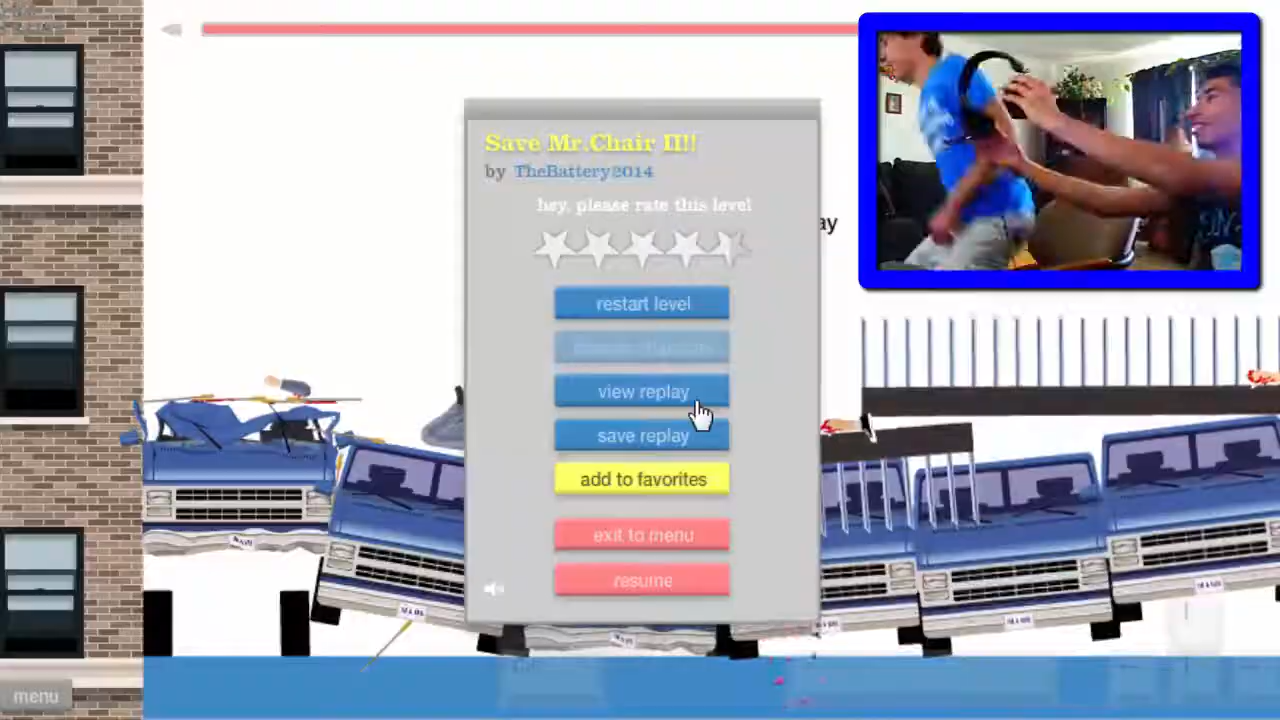 Save Mr.Chair II!!
by TheBattery2014
hey, please rate this level
ay
restart level
view replay
save replay
add to favorites
exit to menu
resume
menu